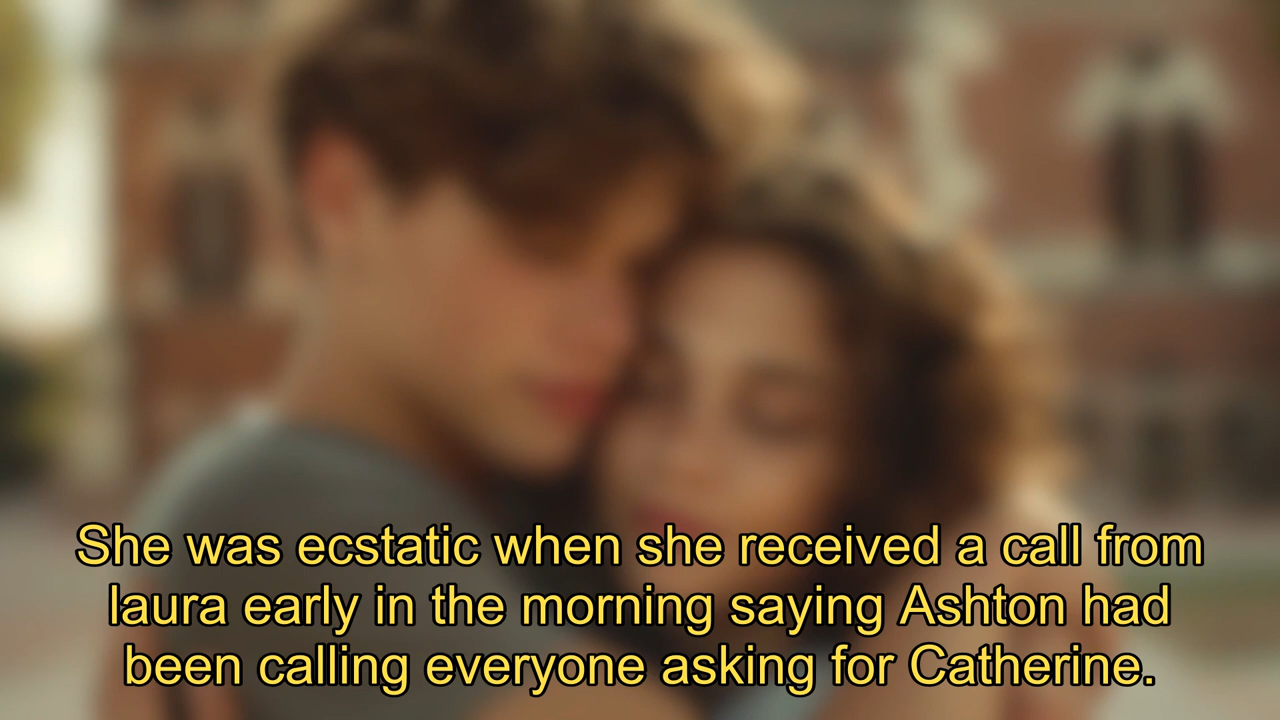 She was ecstatic when she received a call from
laura early in the morning saying Ashton had
been calling everyone asking for Catherine.